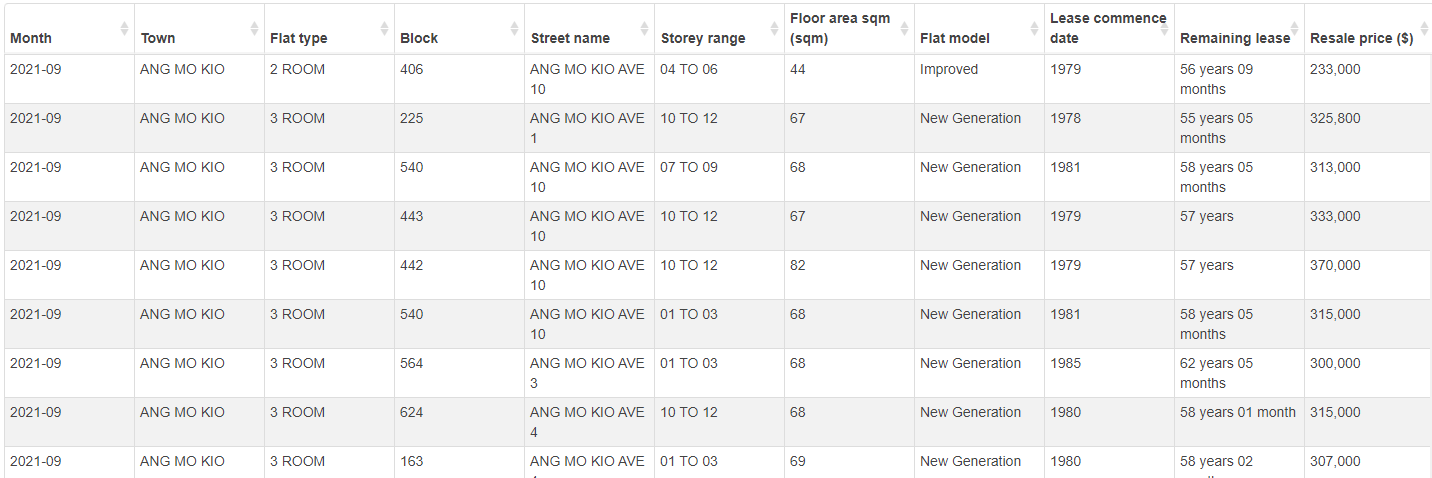 Month Town Flat type Block Street name Storey range Floor area sqm (sqm) Flat model Lease commence date Remaining lease Resale price ($)
2021-09 ANG MO KIO 2 ROOM 406 ANG MO KIO AVE 10 04 TO 06 44 Improved 1979 56 years 09 months 233,000
2021-09 ANG MO KIO 3 ROOM 225 ANG MO KIO AVE 1 10 TO 12 67 New Generation 1978 55 years 05 months 325,800
2021-09 ANG MO KIO 3 ROOM 540 ANG MO KIO AVE 10 07 TO 09 68 New Generation 1981 58 years 05 months 313,000
2021-09 ANG MO KIO 3 ROOM 443 ANG MO KIO AVE 10 10 TO 12 67 New Generation 1979 57 years 333,000
2021-09 ANG MO KIO 3 ROOM 442 ANG MO KIO AVE 10 10 TO 12 82 New Generation 1979 57 years 370,000
2021-09 ANG MO KIO 3 ROOM 540 ANG MO KIO AVE 10 01 TO 03 68 New Generation 1981 58 years 05 months 315,000
2021-09 ANG MO KIO 3 ROOM 564 ANG MO KIO AVE 3 01 TO 03 68 New Generation 1985 62 years 05 months 300,000
2021-09 ANG MO KIO 3 ROOM 624 ANG MO KIO AVE 4 10 TO 12 68 New Generation 1980 58 years 01 month 315,000
2021-09 ANG MO KIO 3 ROOM 163 ANG MO KIO AVE 01 TO 03 69 New Generation 1980 58 years 02 307,000